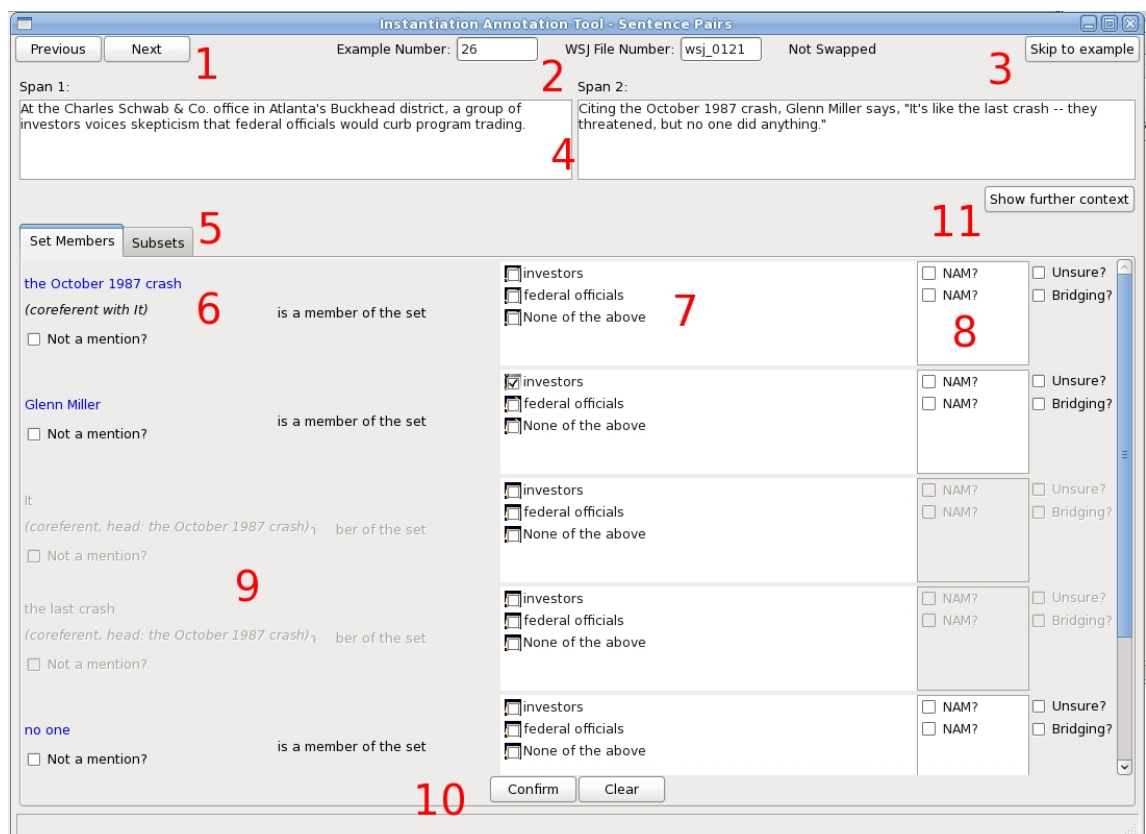 Instantiation Annotation Tool - Sentence Pairs
Previous Next 1 Example Number: 26 2 WSJ File Number: wsj_0121 Not Swapped 3 Skip to example
Span 1: Span 2:
At the Charles Schwab & Co. office in Atlanta's Buckhead district, a group of
investors voices skepticism that federal officials would curb program trading.
4
Citing the October 1987 crash, Glenn Miller says, "It's like the last crash -- they
threatened, but no one did anything."
11 Show further context
Set Members Subsets 5
the October 1987 crash
(coreferent with It)
Not a mention?
6
is a member of the set
investors
federal officials
None of the above
7
NAM?
NAM?
8
Unsure?
Bridging?
Glenn Miller
Not a mention?
is a member of the set
investors
federal officials
None of the above
NAM?
NAM?
Unsure?
Bridging?
It
(coreferent, head: the October 1987 crash)
Not a mention?
ber of the set
investors
federal officials
None of the above
NAM?
NAM?
Unsure?
Bridging?
9
the last crash
(coreferent, head: the October 1987 crash)
Not a mention?
ber of the set
investors
federal officials
None of the above
NAM?
NAM?
Unsure?
Bridging?
no one
Not a mention?
is a member of the set
investors
federal officials
None of the above
NAM?
NAM?
Unsure?
Bridging?
10 Confirm Clear